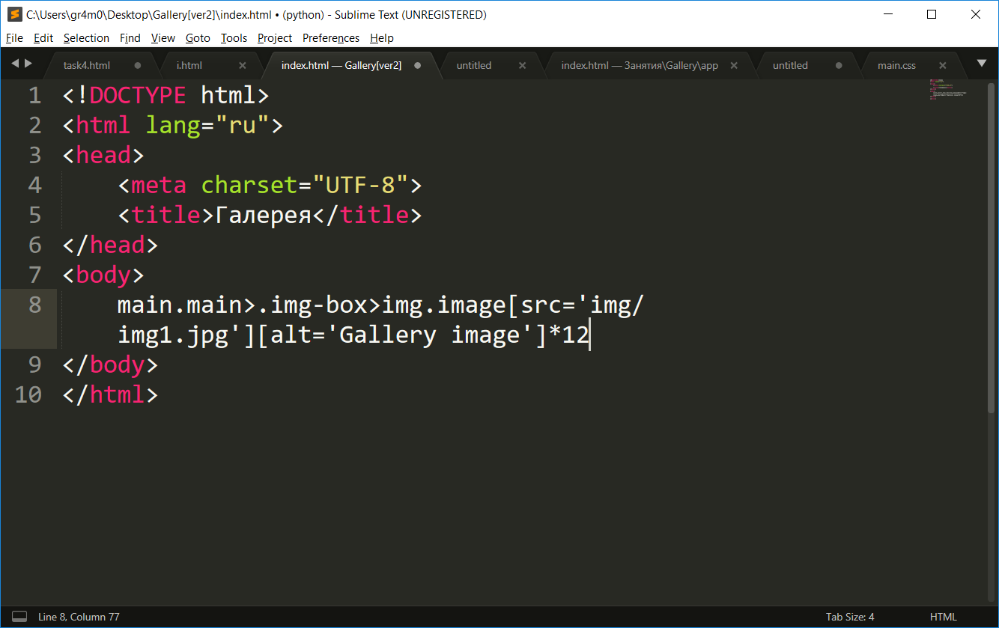 C:\Users\gr4m0\Desktop\Gallery[ver2]\index.html • (python) - Sublime Text (UNREGISTERED)
File Edit Selection Find View Goto Tools Project Preferences Help
task4.html i.html index.html — Gallery[ver2] untitled index.html — Занятия\Gallery\app untitled main.css
1 <!DOCTYPE html>
2 <html lang="ru">
3 <head>
4 <meta charset="UTF-8">
5 <title>Галерея</title>
6 </head>
7 <body>
8 main.main>.img-box>img.image[src='img/
img1.jpg'][alt='Gallery image']*12
9 </body>
10 </html>
Line 8, Column 77 Tab Size: 4 HTML